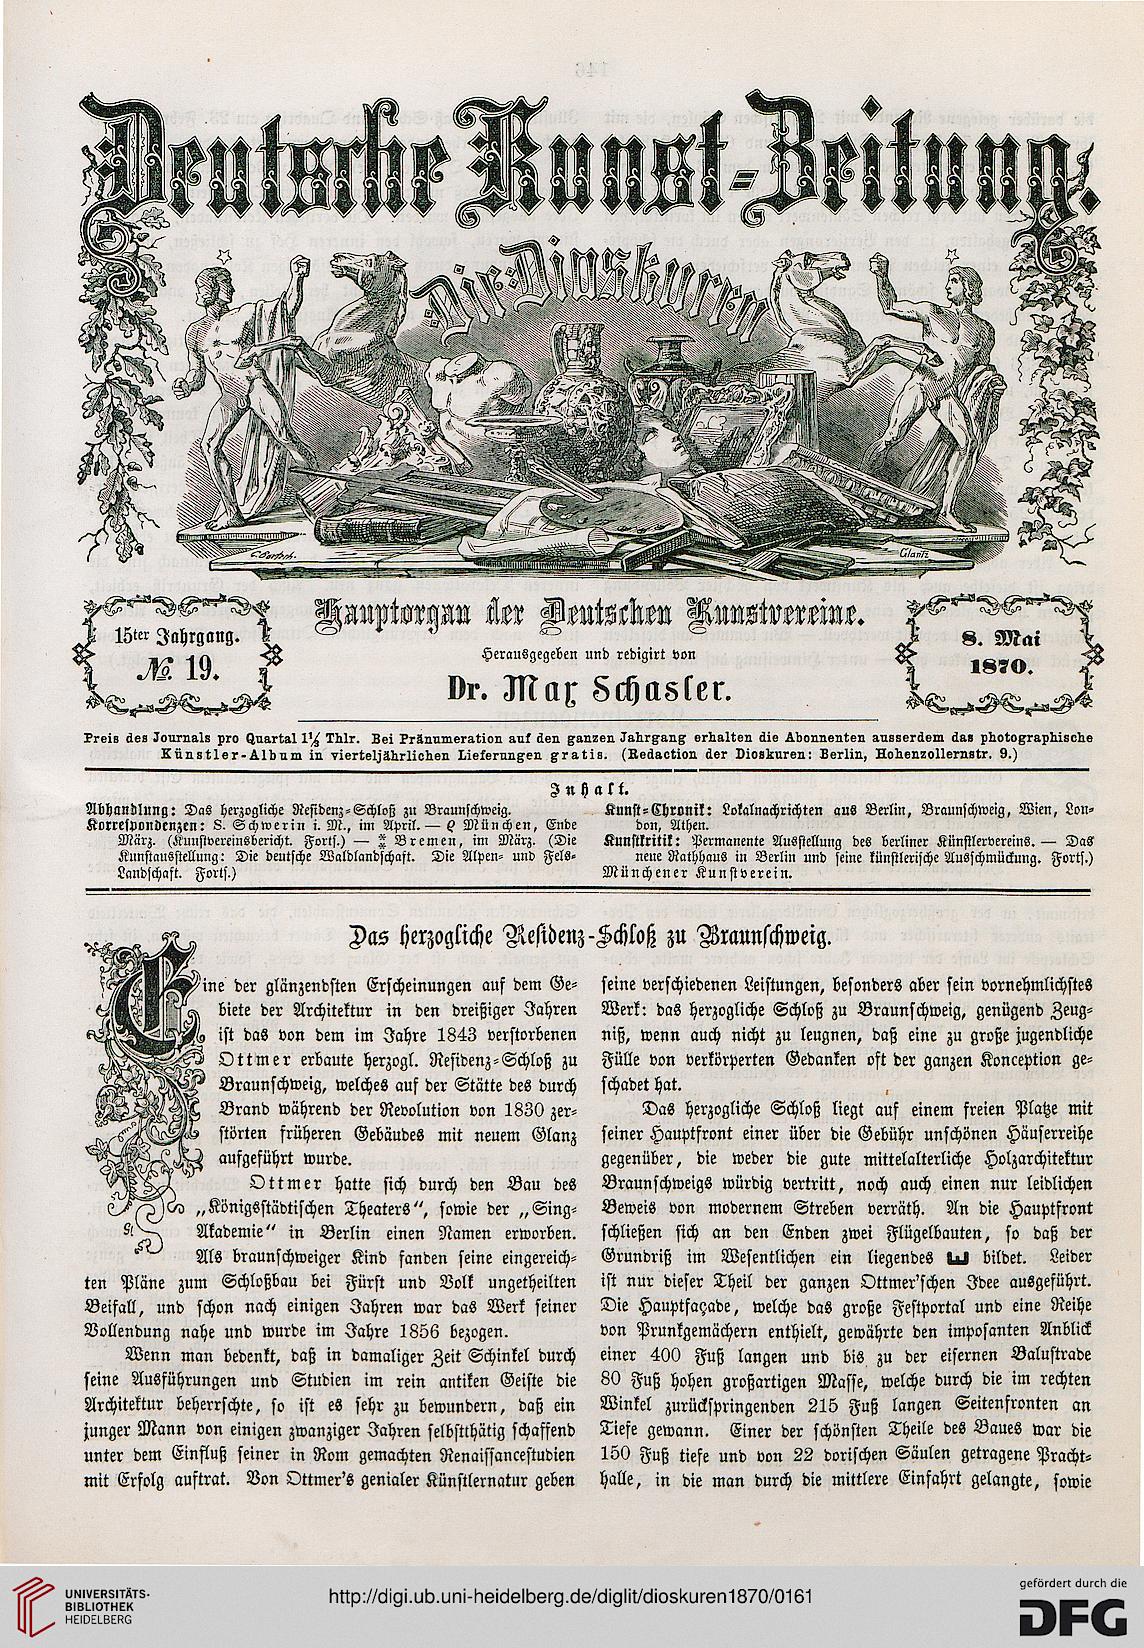 Deutsche Kunst-Zeitung.
Die Dioskuren
C. Bertsch.
Glantz
15ter Jahrgang.
№. 19.
Hauptorgan der Deutschen Kunstvereine.
Herausgegeben und redigirt von
Dr. Max Schasler.
8. Mai
1870.
Preis des Journals pro Quartal 1½ Thlr. Bei Pränumeration auf den ganzen Jahrgang erhalten die Abonnenten ausserdem das photographische
Künstler-Album in vierteljährlichen Lieferungen gratis. (Redaction der Dioskuren: Berlin, Hohenzollernstr. 9.)
Inhalt.
Abhandlung: Das herzogliche Residenz-Schloß zu Braunschweig.
Korrespondenzen: S. Schwerin i. M., im April. — ϱ München, Ende
März. (Kunstvereinsbericht. Forts.) — ⁑ Bremen, im März. (Die
Kunstausstellung: Die deutsche Waldlandschaft. Die Alpen- und Fels-
Landschaft. Forts.)
Kunst-Chronik: Lokalnachrichten aus Berlin, Braunschweig, Wien, Lon-
don, Athen.
Kunstkritik: Permanente Ausstellung des berliner Künstlervereins. — Das
neue Rathhaus in Berlin und seine künstlerische Ausschmückung. Forts.)
Münchener Kunstverein.
Das herzogliche Residenz-Schloß zu Braunschweig.
Eine der glänzendsten Erscheinungen auf dem Ge-
biete der Architektur in den dreißiger Jahren
ist das von dem im Jahre 1843 verstorbenen
Ottmer erbaute herzogl. Residenz-Schloß zu
Braunschweig, welches auf der Stätte des durch
Brand während der Revolution von 1830 zer-
störten früheren Gebäudes mit neuem Glanz
aufgeführt wurde.
Ottmer hatte sich durch den Bau des
„Königsstädtischen Theaters“, sowie der „Sing-
Akademie“ in Berlin einen Namen erworben.
Als braunschweiger Kind fanden seine eingereich-
ten Pläne zum Schloßbau bei Fürst und Volk ungetheilten
Beifall, und schon nach einigen Jahren war das Werk seiner
Vollendung nahe und wurde im Jahre 1856 bezogen.
Wenn man bedenkt, daß in damaliger Zeit Schinkel durch
seine Ausführungen und Studien im rein antiken Geiste die
Architektur beherrschte, so ist es sehr zu bewundern, daß ein
junger Mann von einigen zwanziger Jahren selbstthätig schaffend
unter dem Einfluß seiner in Rom gemachten Renaissancestudien
mit Erfolg auftrat. Von Ottmer's genialer Künstlernatur geben
seine verschiedenen Leistungen, besonders aber sein vornehmlichstes
Werk: das herzogliche Schloß zu Braunschweig, genügend Zeug-
niß, wenn auch nicht zu leugnen, daß eine zu große jugendliche
Fülle von verkörperten Gedanken oft der ganzen Konception ge-
schadet hat.
Das herzogliche Schloß liegt auf einem freien Platze mit
seiner Hauptfront einer über die Gebühr unschönen Häuserreihe
gegenüber, die weder die gute mittelalterliche Holzarchitektur
Braunschweigs würdig vertritt, noch auch einen nur leidlichen
Beweis von modernem Streben verräth. An die Hauptfront
schließen sich an den Enden zwei Flügelbauten, so daß der
Grundriß im Wesentlichen ein liegendes E bildet. Leider
ist nur dieser Theil der ganzen Ottmer'schen Idee ausgeführt.
Die Hauptfaçade, welche das große Festportal und eine Reihe
von Prunkgemächern enthielt, gewährte den imposanten Anblick
einer 400 Fuß langen und bis zu der eisernen Balustrade
80 Fuß hohen großartigen Masse, welche durch die im rechten
Winkel zurückspringenden 215 Fuß langen Seitenfronten an
Tiefe gewann. Einer der schönsten Theile des Baues war die
150 Fuß tiefe und von 22 dorischen Säulen getragene Pracht-
halle, in die man durch die mittlere Einfahrt gelangte, sowie
UNIVERSITÄTS-
BIBLIOTHEK
HEIDELBERG
http://digi.ub.uni-heidelberg.de/diglit/dioskuren1870/0161
gefördert durch die
DFG